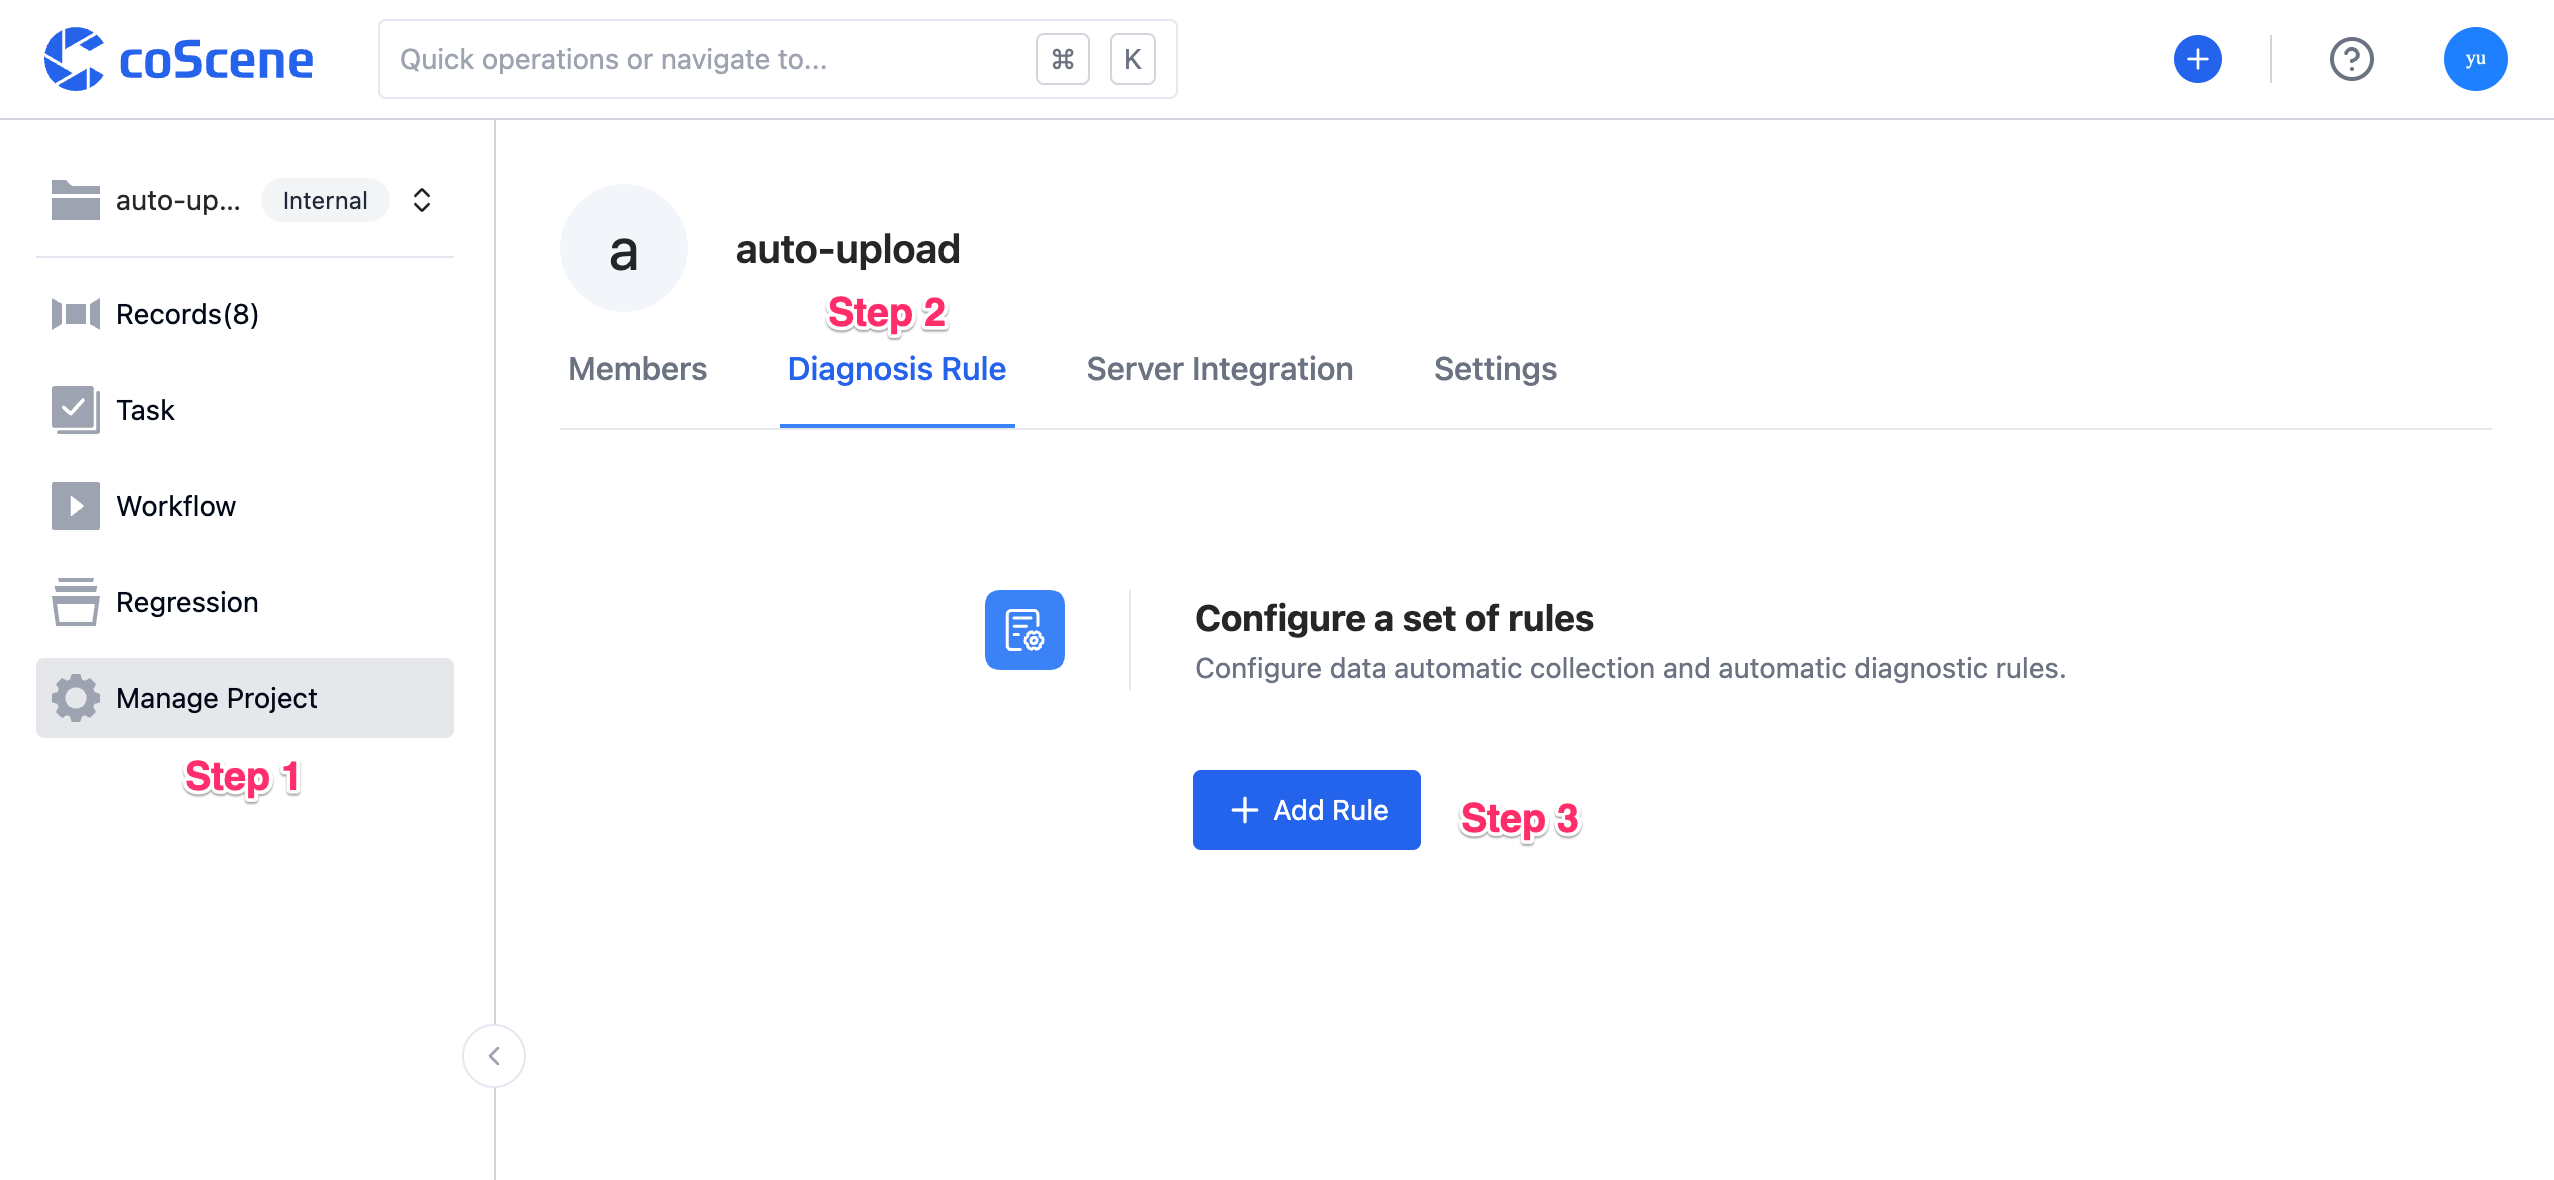 coScene
Quick operations or navigate to...
⌘ K
yu
auto-up... Internal
Records(8)
Task
Workflow
Regression
Manage Project
Step 1
a
auto-upload
Step 2
Members Diagnosis Rule Server Integration Settings
Configure a set of rules
Configure data automatic collection and automatic diagnostic rules.
Add Rule
Step 3